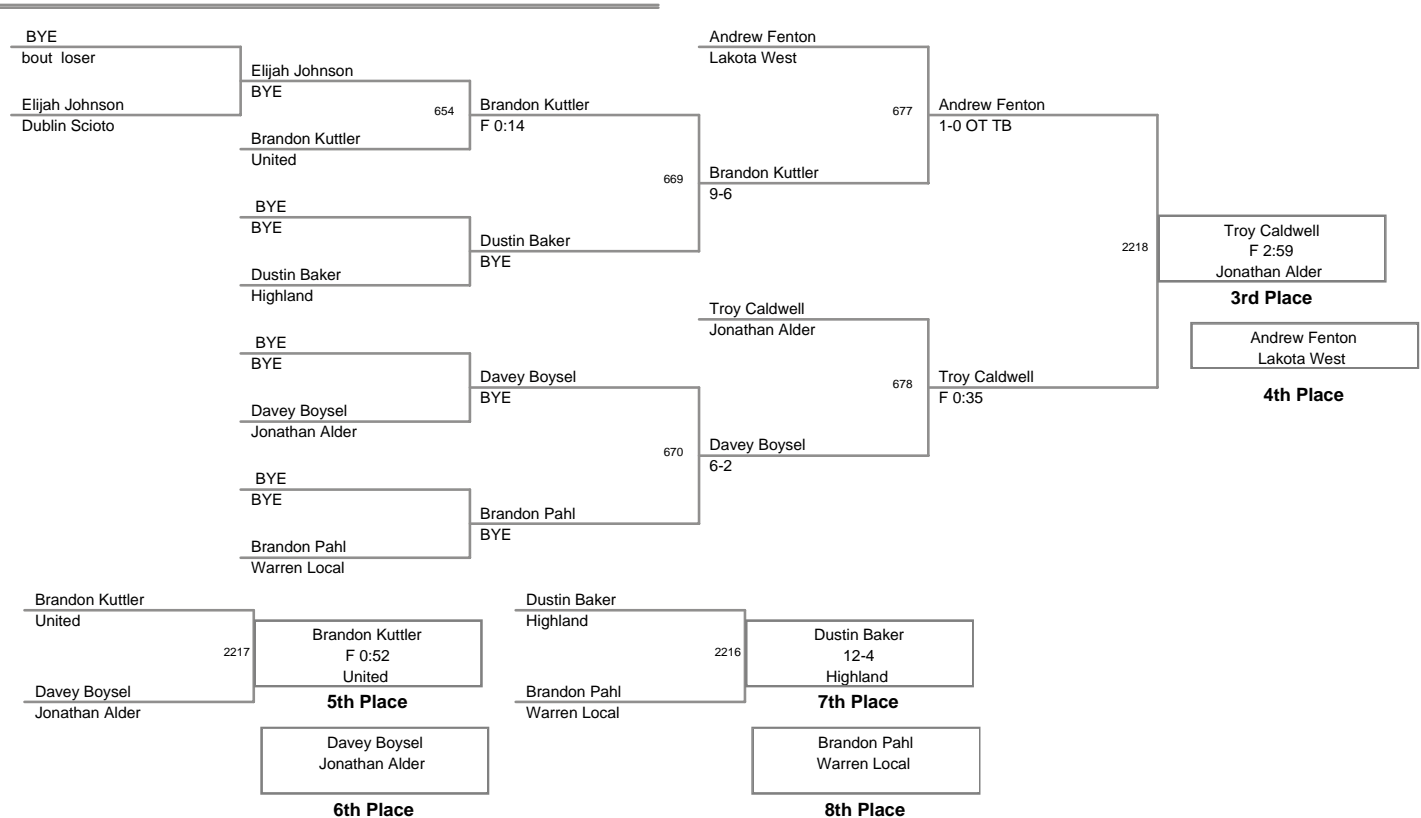 BYE
bout loser
Elijah Johnson
Dublin Scioto
Elijah Johnson
BYE
654
Brandon Kuttler
United
Brandon Kuttler
F 0:14
BYE
BYE
Dustin Baker
Highland
Dustin Baker
BYE
669
Brandon Kuttler
9-6
Andrew Fenton
Lakota West
677
Andrew Fenton
1-0 OT TB
BYE
BYE
Davey Boysel
Jonathan Alder
Davey Boysel
BYE
BYE
BYE
Brandon Pahl
Warren Local
Brandon Pahl
BYE
670
Davey Boysel
6-2
Troy Caldwell
Jonathan Alder
678
Troy Caldwell
F 0:35
2218
Troy Caldwell
F 2:59
Jonathan Alder
3rd Place
Andrew Fenton
Lakota West
4th Place
Brandon Kuttler
United
2217
Davey Boysel
Jonathan Alder
Brandon Kuttler
F 0:52
United
5th Place
Davey Boysel
Jonathan Alder
6th Place
Dustin Baker
Highland
2216
Brandon Pahl
Warren Local
Dustin Baker
12-4
Highland
7th Place
Brandon Pahl
Warren Local
8th Place